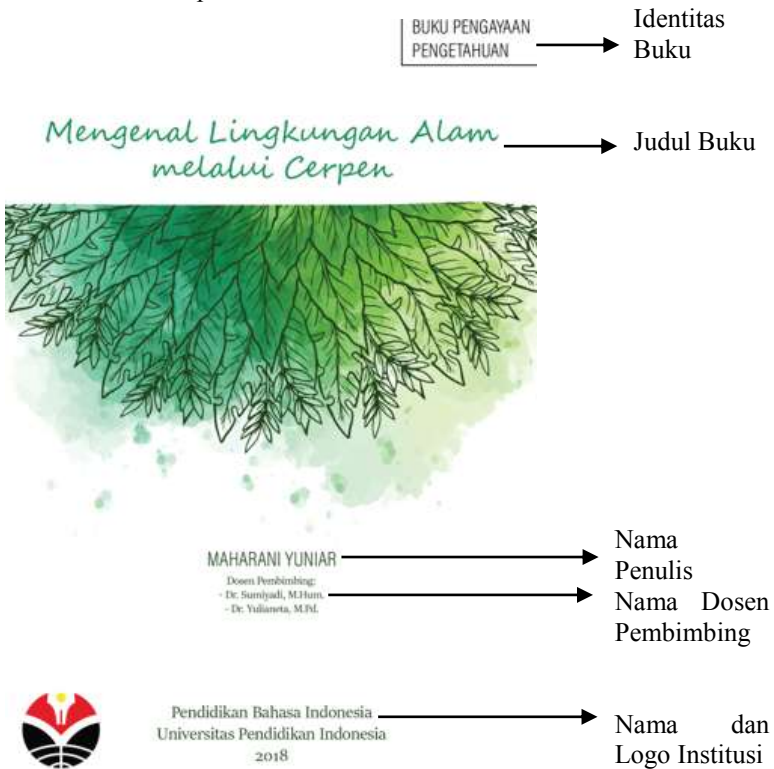 BUKU PENGAYAAN
PENGETAHUAN
Identitas
Buku
Mengenal Lingkungan Alam
melalui Cerpen
Judul Buku
MAHARANI YUNIAR
Nama
Penulis
Dosen Pembimbing:
- Dr. Sumiyadi, M.Hum.
- Dr. Yulianeta, M.Pd.
Nama Dosen
Pembimbing
Pendidikan Bahasa Indonesia
Universitas Pendidikan Indonesia
2018
Nama dan
Logo Institusi